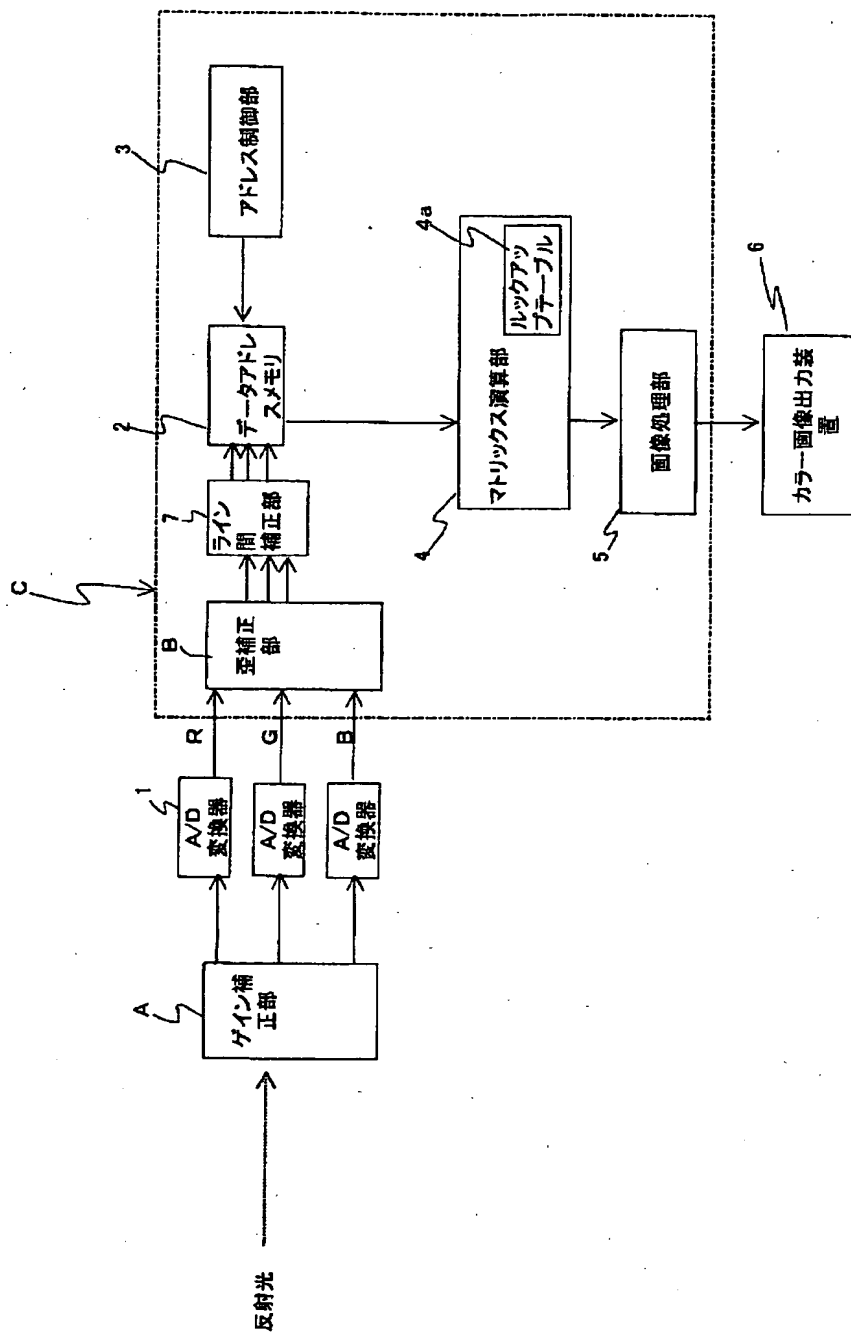 反射光
A
ゲイン補
正部
1
A/D
変換器
A/D
変換器
A/D
変換器
R
G
B
C
B
歪補正
部
7
ライン
間
補正部
2
データアドレ
スメモリ
3
アドレス制御部
4
マトリックス演算部
4a
ルックアッ
プテーブル
5
画像処理部
6
カラー画像出力装
置